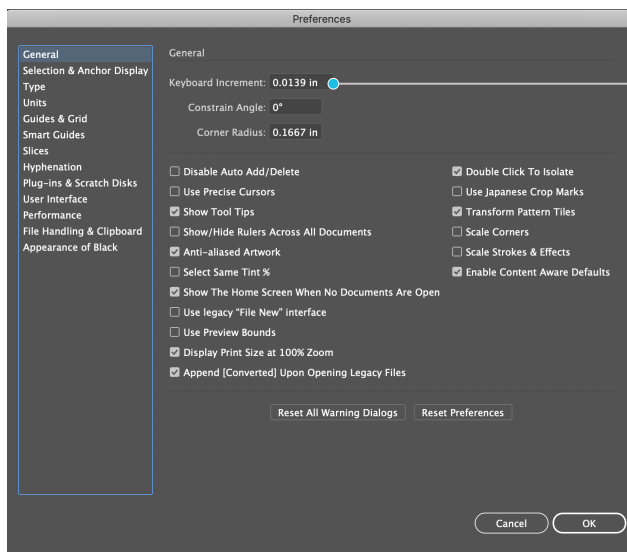 Preferences
General
Selection & Anchor Display
Type
Units
Guides & Grid
Smart Guides
Slices
Hyphenation
Plug-ins & Scratch Disks
User Interface
Performance
File Handling & Clipboard
Appearance of Black
General
Keyboard Increment: 0.0139 in
Constrain Angle: 0°
Corner Radius: 0.1667 in
Disable Auto Add/Delete
Use Precise Cursors
Show Tool Tips
Show/Hide Rulers Across All Documents
Anti-aliased Artwork
Select Same Tint %
Show The Home Screen When No Documents Are Open
Use legacy “File New” interface
Use Preview Bounds
Display Print Size at 100% Zoom
Append [Converted] Upon Opening Legacy Files
Double Click To Isolate
Use Japanese Crop Marks
Transform Pattern Tiles
Scale Corners
Scale Strokes & Effects
Enable Content Aware Defaults
Reset All Warning Dialogs Reset Preferences
Cancel OK